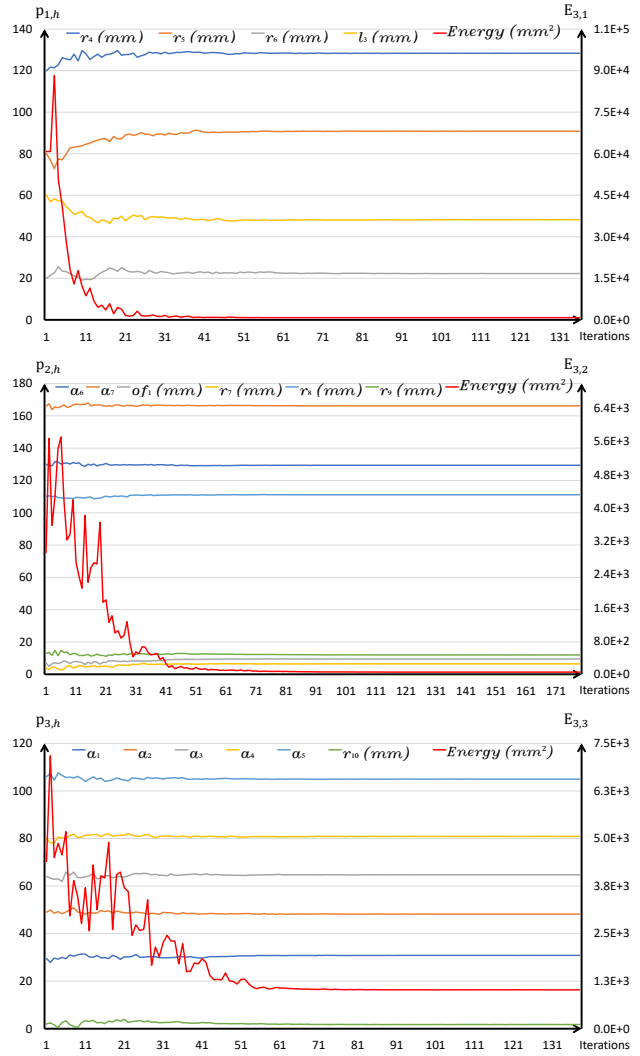 p1,h E3,1
r4 (mm) r5 (mm) r6 (mm) l3 (mm) Energy (mm²)
140 1.1E+5
120 9.0E+4
100 7.5E+4
80 6.0E+4
60 4.5E+4
40 3.0E+4
20 1.5E+4
0 0.0E+0
1 11 21 31 41 51 61 71 81 91 101 111 121 131 Iterations
p2,h E3,2
a6 a7 of1 (mm) r7 (mm) r8 (mm) r9 (mm) Energy (mm²)
180
160 6.4E+3
140 5.6E+3
120 4.8E+3
100 4.0E+3
80 3.2E+3
60 2.4E+3
40 1.6E+3
20 8.0E+2
0 0.0E+0
1 11 21 31 41 51 61 71 81 91 101 111 121 131 141 151 161 171 Iterations
p3,h E3,3
a1 a2 a3 a4 a5 r10 (mm) Energy (mm²)
120 7.5E+3
100 6.3E+3
80 5.0E+3
60 3.8E+3
40 2.5E+3
20 1.3E+3
0 0.0E+0
1 11 21 31 41 51 61 71 81 91 101 111 121 131 Iterations